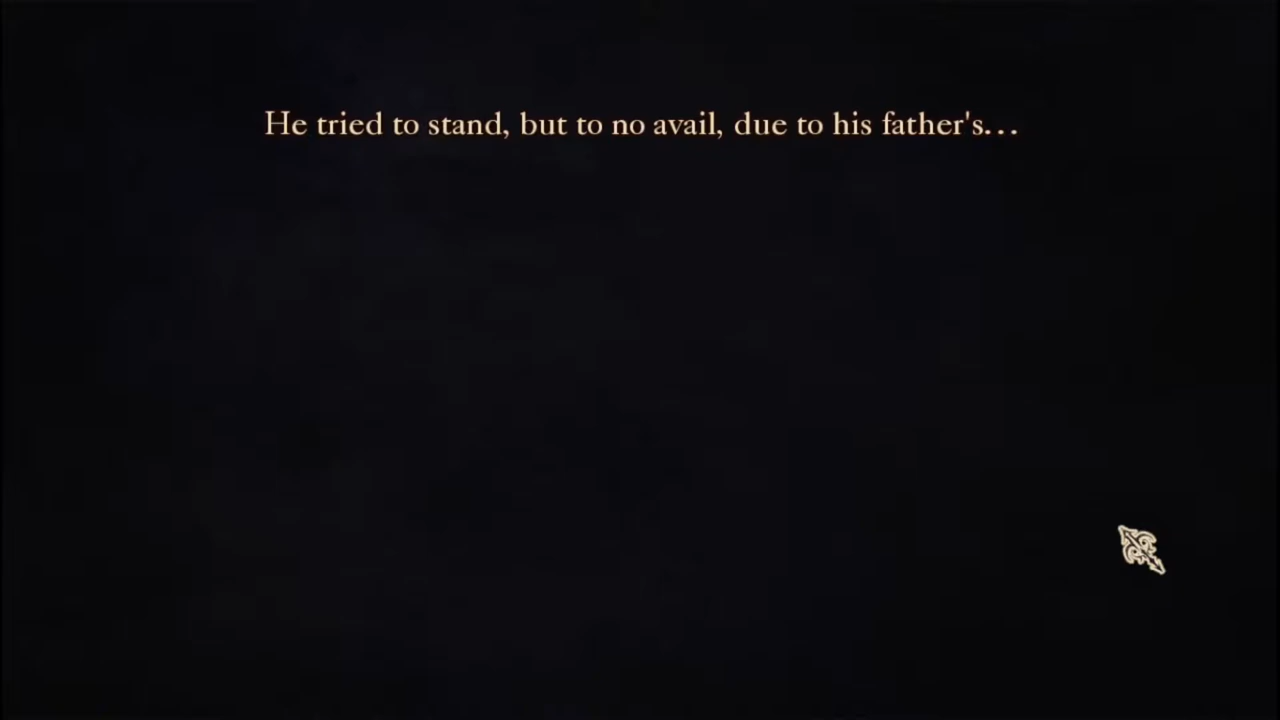 He tried to stand, but to no avail, due to his father's...